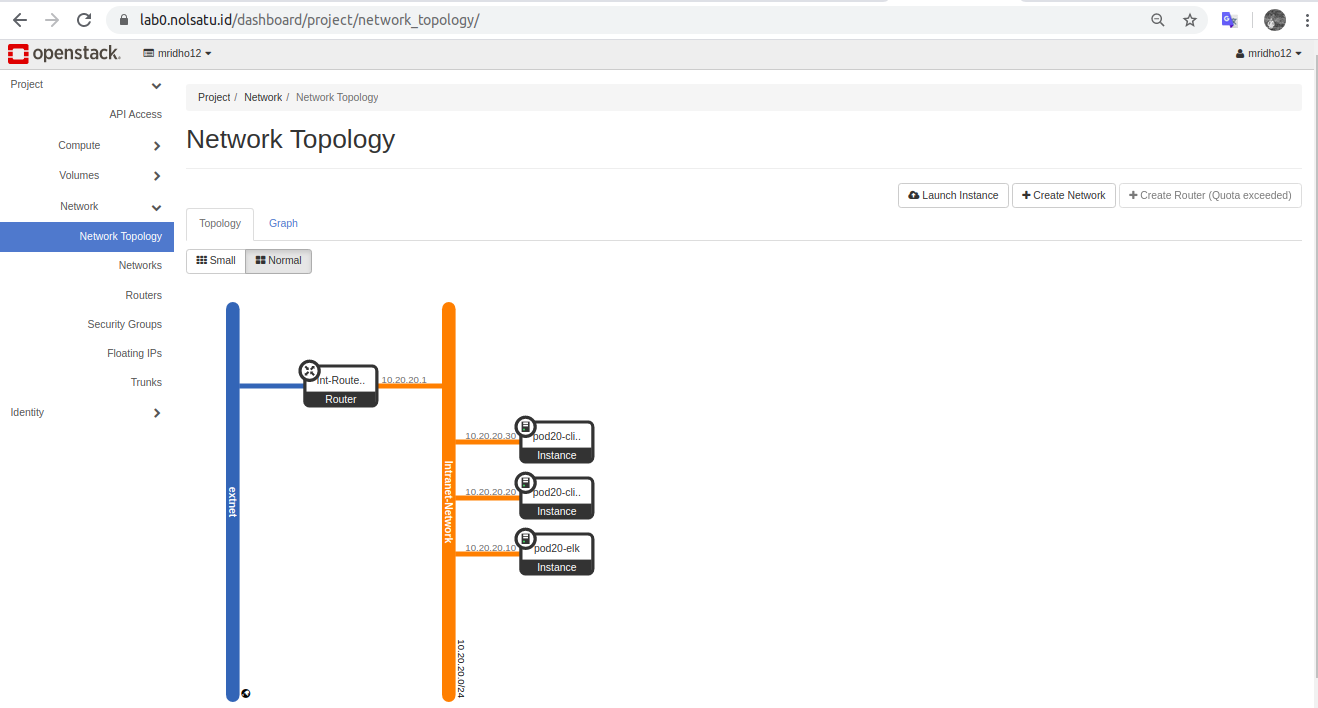 lab0.nolsatu.id/dashboard/project/network_topology/
openstack.
mridho12
mridho12
Project
API Access
Compute
Volumes
Network
Network Topology
Networks
Routers
Security Groups
Floating IPs
Trunks
Identity
Project / Network / Network Topology
Network Topology
Launch Instance
Create Network
Create Router (Quota exceeded)
Topology
Graph
Small
Normal
extnet
Int-Route..
Router
10.20.20.1
Intranet-Network
10.20.20.0/24
10.20.20.30
pod20-cli..
Instance
10.20.20.20
pod20-cli..
Instance
10.20.20.10
pod20-elk
Instance